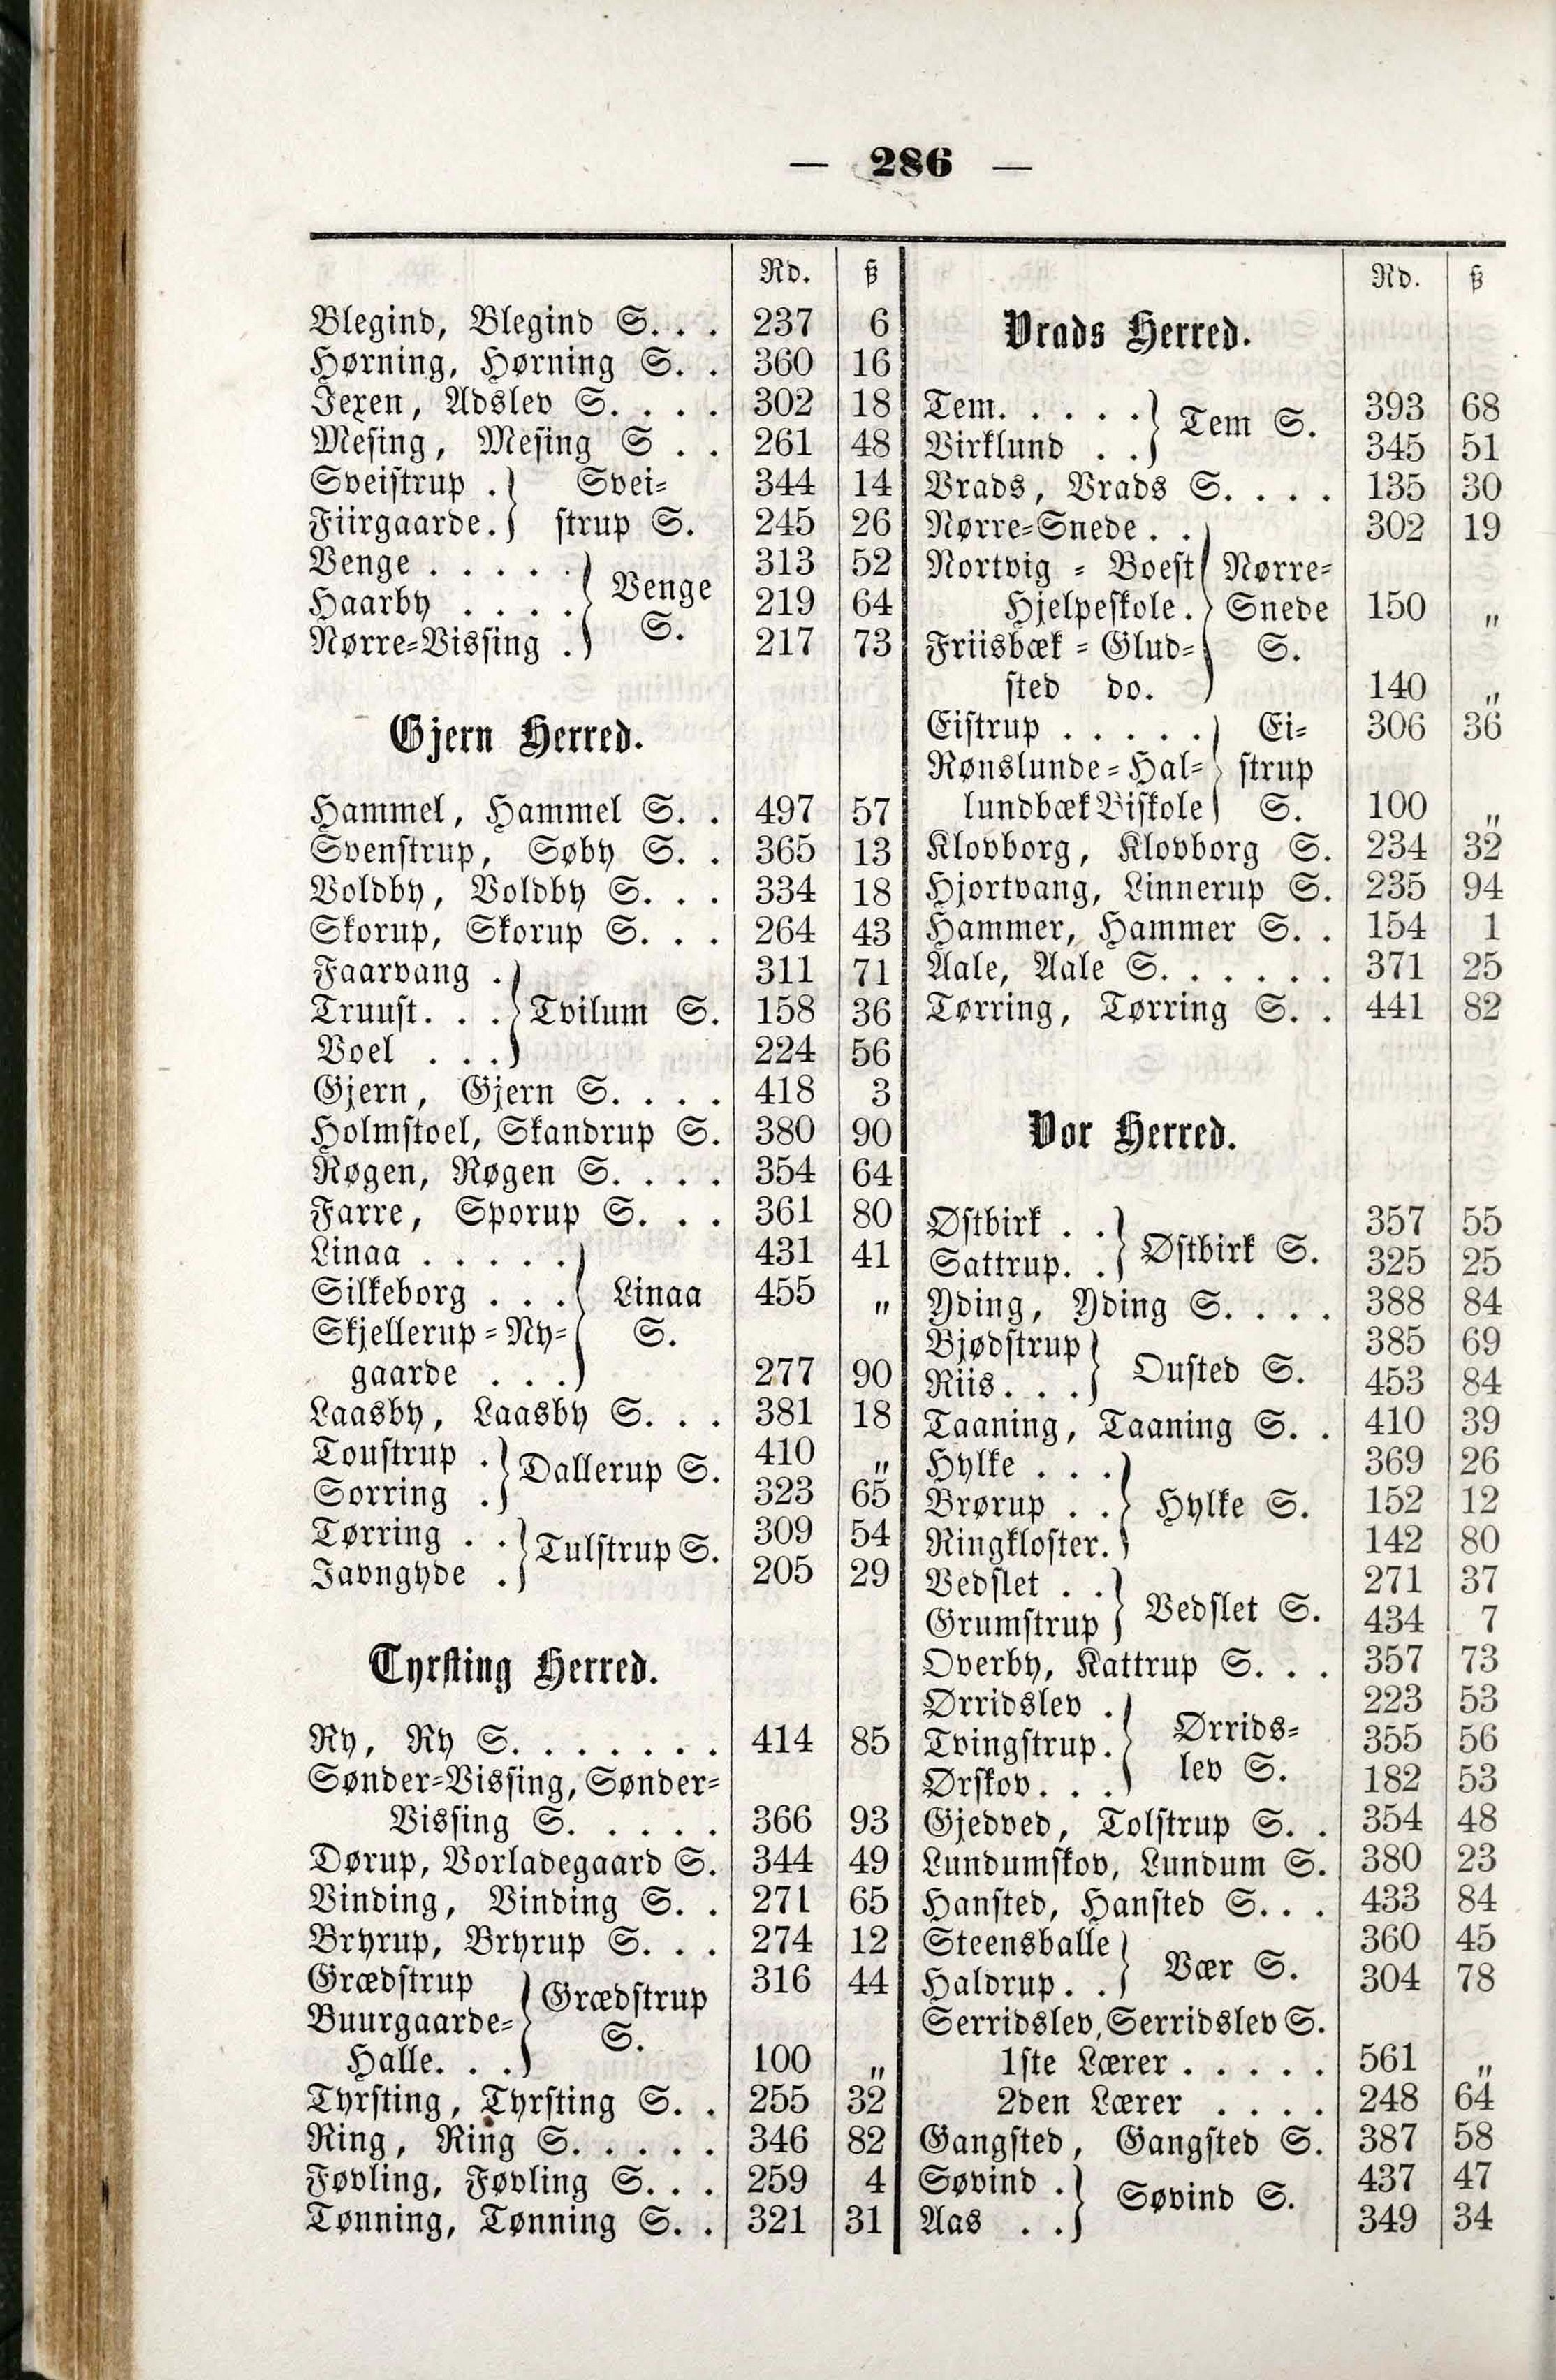 — 286 —
Rd. ß
Blegind, Blegind S. . . 237 6
Hørning, Hørning S. . 360 16
Jexen, Adslev S. . . . 302 18
Mesing, Mesing S . . 261 48
Sveistrup . } Svei= 344 14
Fiirgaarde. } strup S. 245 26
Venge . . . . . } Venge 313 52
Haarby . . . . } S. 219 64
Nørre=Vissing . } 217 73
Gjern Herred.
Hammel, Hammel S. . 497 57
Svenstrup, Søby S. . 365 13
Voldby, Voldby S. . . 334 18
Skorup, Skorup S. . . 264 43
Faarvang . } 311 71
Truust. . . } Tvilum S. 158 36
Voel . . . } 224 56
Gjern, Gjern S. . . . 418 3
Holmstoel, Skandrup S. 380 90
Røgen, Røgen S. . . . 354 64
Farre, Sporup S. . . 361 80
Linaa . . . . . } 431 41
Silkeborg . . . } Linaa 455 „
Skjellerup = Ny= } S.
gaarde . . . } 277 90
Laasby, Laasby S. . . 381 18
Toustrup . } Dallerup S. 410 „
Sorring . } 323 65
Tørring . . } Tulstrup S. 309 54
Javngyde . } 205 29
Tyrsting Herred.
Ry, Ry S. . . . . . . 414 85
Sønder=Vissing, Sønder=
Vissing S. . . . . 366 93
Dørup, Vorladegaard S. 344 49
Vinding, Vinding S. . 271 65
Bryrup, Bryrup S. . . 274 12
Grædstrup } Grædstrup 316 44
Buurgaarde= } S.
Halle. . . } 100 „
Tyrsting, Tyrsting S. . 255 32
Ring, Ring S. . . . . 346 82
Føvling, Føvling S. . . 259 4
Tønning, Tønning S. . 321 31
Rd. ß
Vrads Herred.
Tem. . . . . } Tem S. 393 68
Virklund . . } 345 51
Vrads, Vrads S. . . . 135 30
Nørre=Snede . . } 302 19
Nortvig = Boest } Nørre=
Hjelpeskole . } Snede 150 „
Friisbæk = Glud= } S.
sted do. } 140 „
Eistrup . . . . . } Ei= 306 36
Rønslunde = Hal= } strup
lundbæk Biskole } S. 100 „
Klovborg, Klovborg S. 234 32
Hjortvang, Linnerup S. 235 94
Hammer, Hammer S. . 154 1
Aale, Aale S. . . . . . 371 25
Tørring, Tørring S. . 441 82
Vor Herred.
Østbirk . . } Østbirk S. 357 55
Sattrup. . } 325 25
Yding, Yding S. . . . 388 84
Bjødstrup } Ousted S. 385 69
Riis. . . . } 453 84
Taaning, Taaning S. . 410 39
Hylke . . . } 369 26
Brørup . . } Hylke S. 152 12
Ringkloster. } 142 80
Vedslet . . } Vedslet S. 271 37
Grumstrup } 434 7
Overby, Kattrup S. . . 357 73
Ørridslev . } Ørrids= 223 53
Tvingstrup. } lev S. 355 56
Ørskov. . . } 182 53
Gjedved, Tolstrup S. . 354 48
Lundumskov, Lundum S. 380 23
Hansted, Hansted S. . . 433 84
Steensballe } Vær S. 360 45
Haldrup. . } 304 78
Serridslev, Serridslev S.
1ste Lærer . . . . . 561 „
2den Lærer . . . . 248 64
Gangsted, Gangsted S. 387 58
Søvind . } Søvind S. 437 47
Aas . . } 349 34